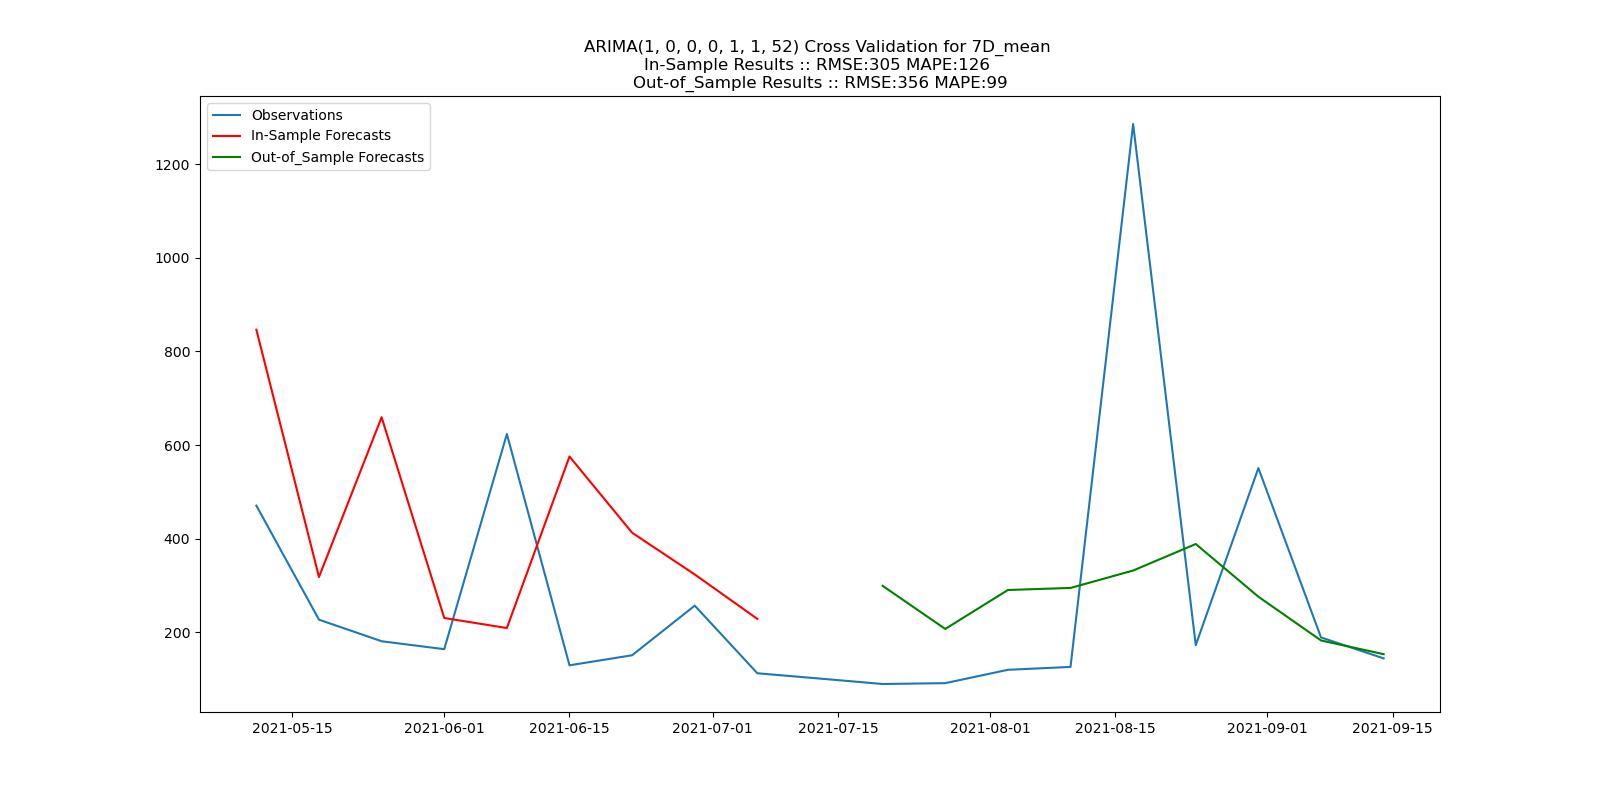 ARIMA(1, 0, 0, 0, 1, 1, 52) Cross Validation for 7D_mean
In-Sample Results :: RMSE:305 MAPE:126
Out-of_Sample Results :: RMSE:356 MAPE:99
Observations
In-Sample Forecasts
Out-of_Sample Forecasts
1200
1000
800
600
400
200
2021-05-15 2021-06-01 2021-06-15 2021-07-01 2021-07-15 2021-08-01 2021-08-15 2021-09-01 2021-09-15